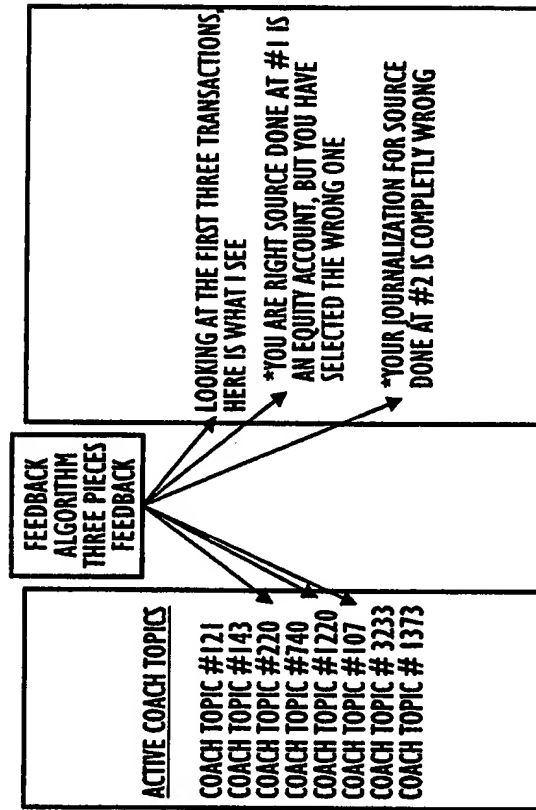 FEEDBACK
ALGORITHM
THREE PIECES
FEEDBACK
ACTIVE COACH TOPICS
COACH TOPIC #121
COACH TOPIC #143
COACH TOPIC #220
COACH TOPIC #740
COACH TOPIC #1220
COACH TOPIC #107
COACH TOPIC # 3233
COACH TOPIC # 1373
LOOKING AT THE FIRST THREE TRANSACTIONS,
HERE IS WHAT I SEE
*YOU ARE RIGHT SOURCE DONE AT #1 IS
AN EQUITY ACCOUNT, BUT YOU HAVE
SELECTED THE WRONG ONE
*YOUR JOURNALIZATION FOR SOURCE
DONE AT #2 IS COMPLETLY WRONG